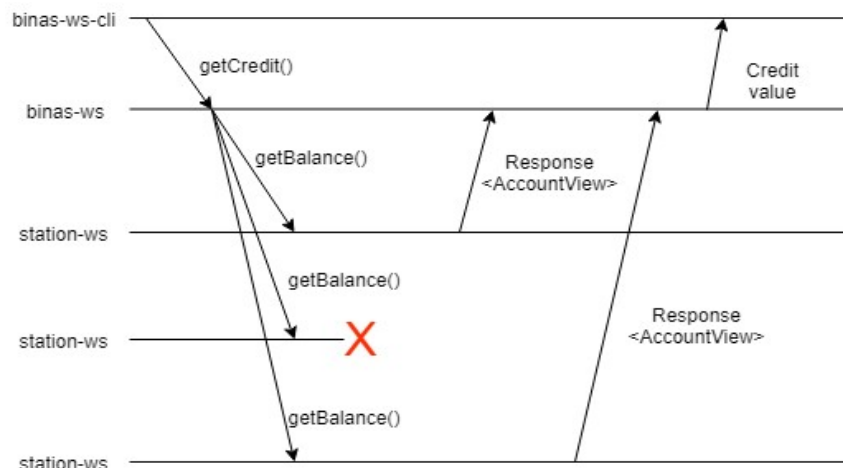 binas-ws-cli
getCredit()
Credit
value
binas-ws
getBalance()
Response
<AccountView>
station-ws
getBalance()
Response
<AccountView>
station-ws
X
getBalance()
station-ws